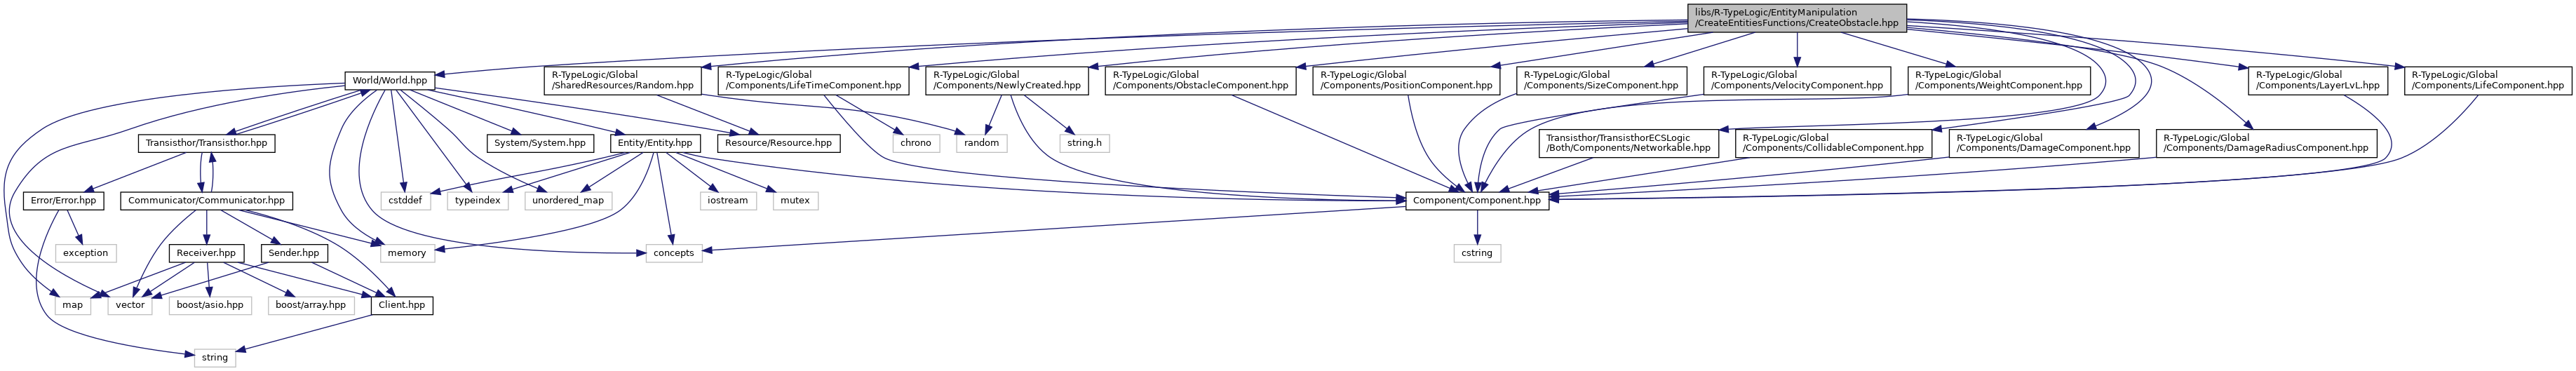 libs/R-TypeLogic/EntityManipulation
/CreateEntitiesFunctions/CreateObstacle.hpp
World/World.hpp
R-TypeLogic/Global
/SharedResources/Random.hpp
R-TypeLogic/Global
/Components/LifeTimeComponent.hpp
R-TypeLogic/Global
/Components/NewlyCreated.hpp
R-TypeLogic/Global
/Components/ObstacleComponent.hpp
R-TypeLogic/Global
/Components/PositionComponent.hpp
R-TypeLogic/Global
/Components/SizeComponent.hpp
R-TypeLogic/Global
/Components/VelocityComponent.hpp
R-TypeLogic/Global
/Components/WeightComponent.hpp
R-TypeLogic/Global
/Components/LayerLvL.hpp
R-TypeLogic/Global
/Components/LifeComponent.hpp
Transisthor/Transisthor.hpp
System/System.hpp
Entity/Entity.hpp
Resource/Resource.hpp
chrono
random
string.h
Transisthor/TransisthorECSLogic
/Both/Components/Networkable.hpp
R-TypeLogic/Global
/Components/CollidableComponent.hpp
R-TypeLogic/Global
/Components/DamageComponent.hpp
R-TypeLogic/Global
/Components/DamageRadiusComponent.hpp
Error/Error.hpp
Communicator/Communicator.hpp
cstddef
typeindex
unordered_map
iostream
mutex
Component/Component.hpp
exception
Receiver.hpp
Sender.hpp
memory
concepts
cstring
map
vector
boost/asio.hpp
boost/array.hpp
Client.hpp
string